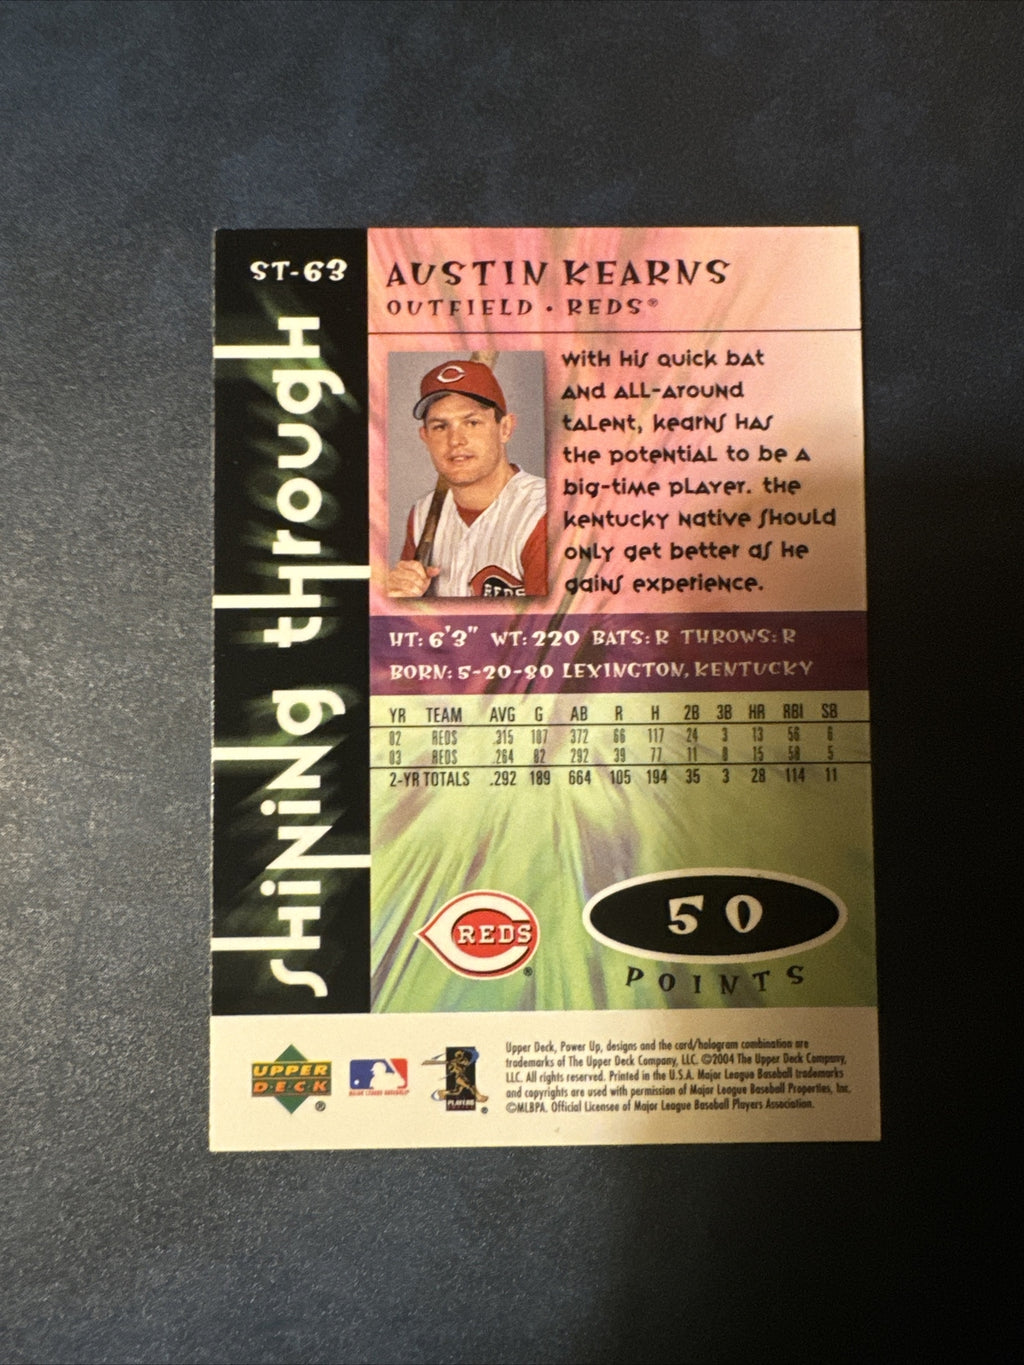 ST-63
SHINING THROUGH
AUSTIN KEARNS
OUTFIELD • REDS®
With his quick bat
and all-around
talent, Kearns has
the potential to be a
big-time player. The
Kentucky native should
only get better as he
gains experience.
REDS
HT: 6'3" WT: 220 BATS: R THROWS: R
BORN: 5-20-80 LEXINGTON, KENTUCKY
YR TEAM AVG G AB R H 2B 3B HR RBI SB
02 REDS .315 107 372 66 117 24 3 13 56 6
03 REDS .264 82 292 39 77 11 0 15 58 5
2-YR TOTALS .292 189 664 105 194 35 3 28 114 11
REDS ®
50
POINTS
UPPER
DECK ®
MAJOR LEAGUE BASEBALL®
PLAYERS ®
Upper Deck, Power Up, designs and the card/hologram combination are
trademarks of The Upper Deck Company, LLC. ©2004 The Upper Deck Company,
LLC. All rights reserved. Printed in the U.S.A. Major League Baseball trademarks
and copyrights are used with permission of Major League Baseball Properties, Inc.
©MLBPA. Official Licensee of Major League Baseball Players Association.